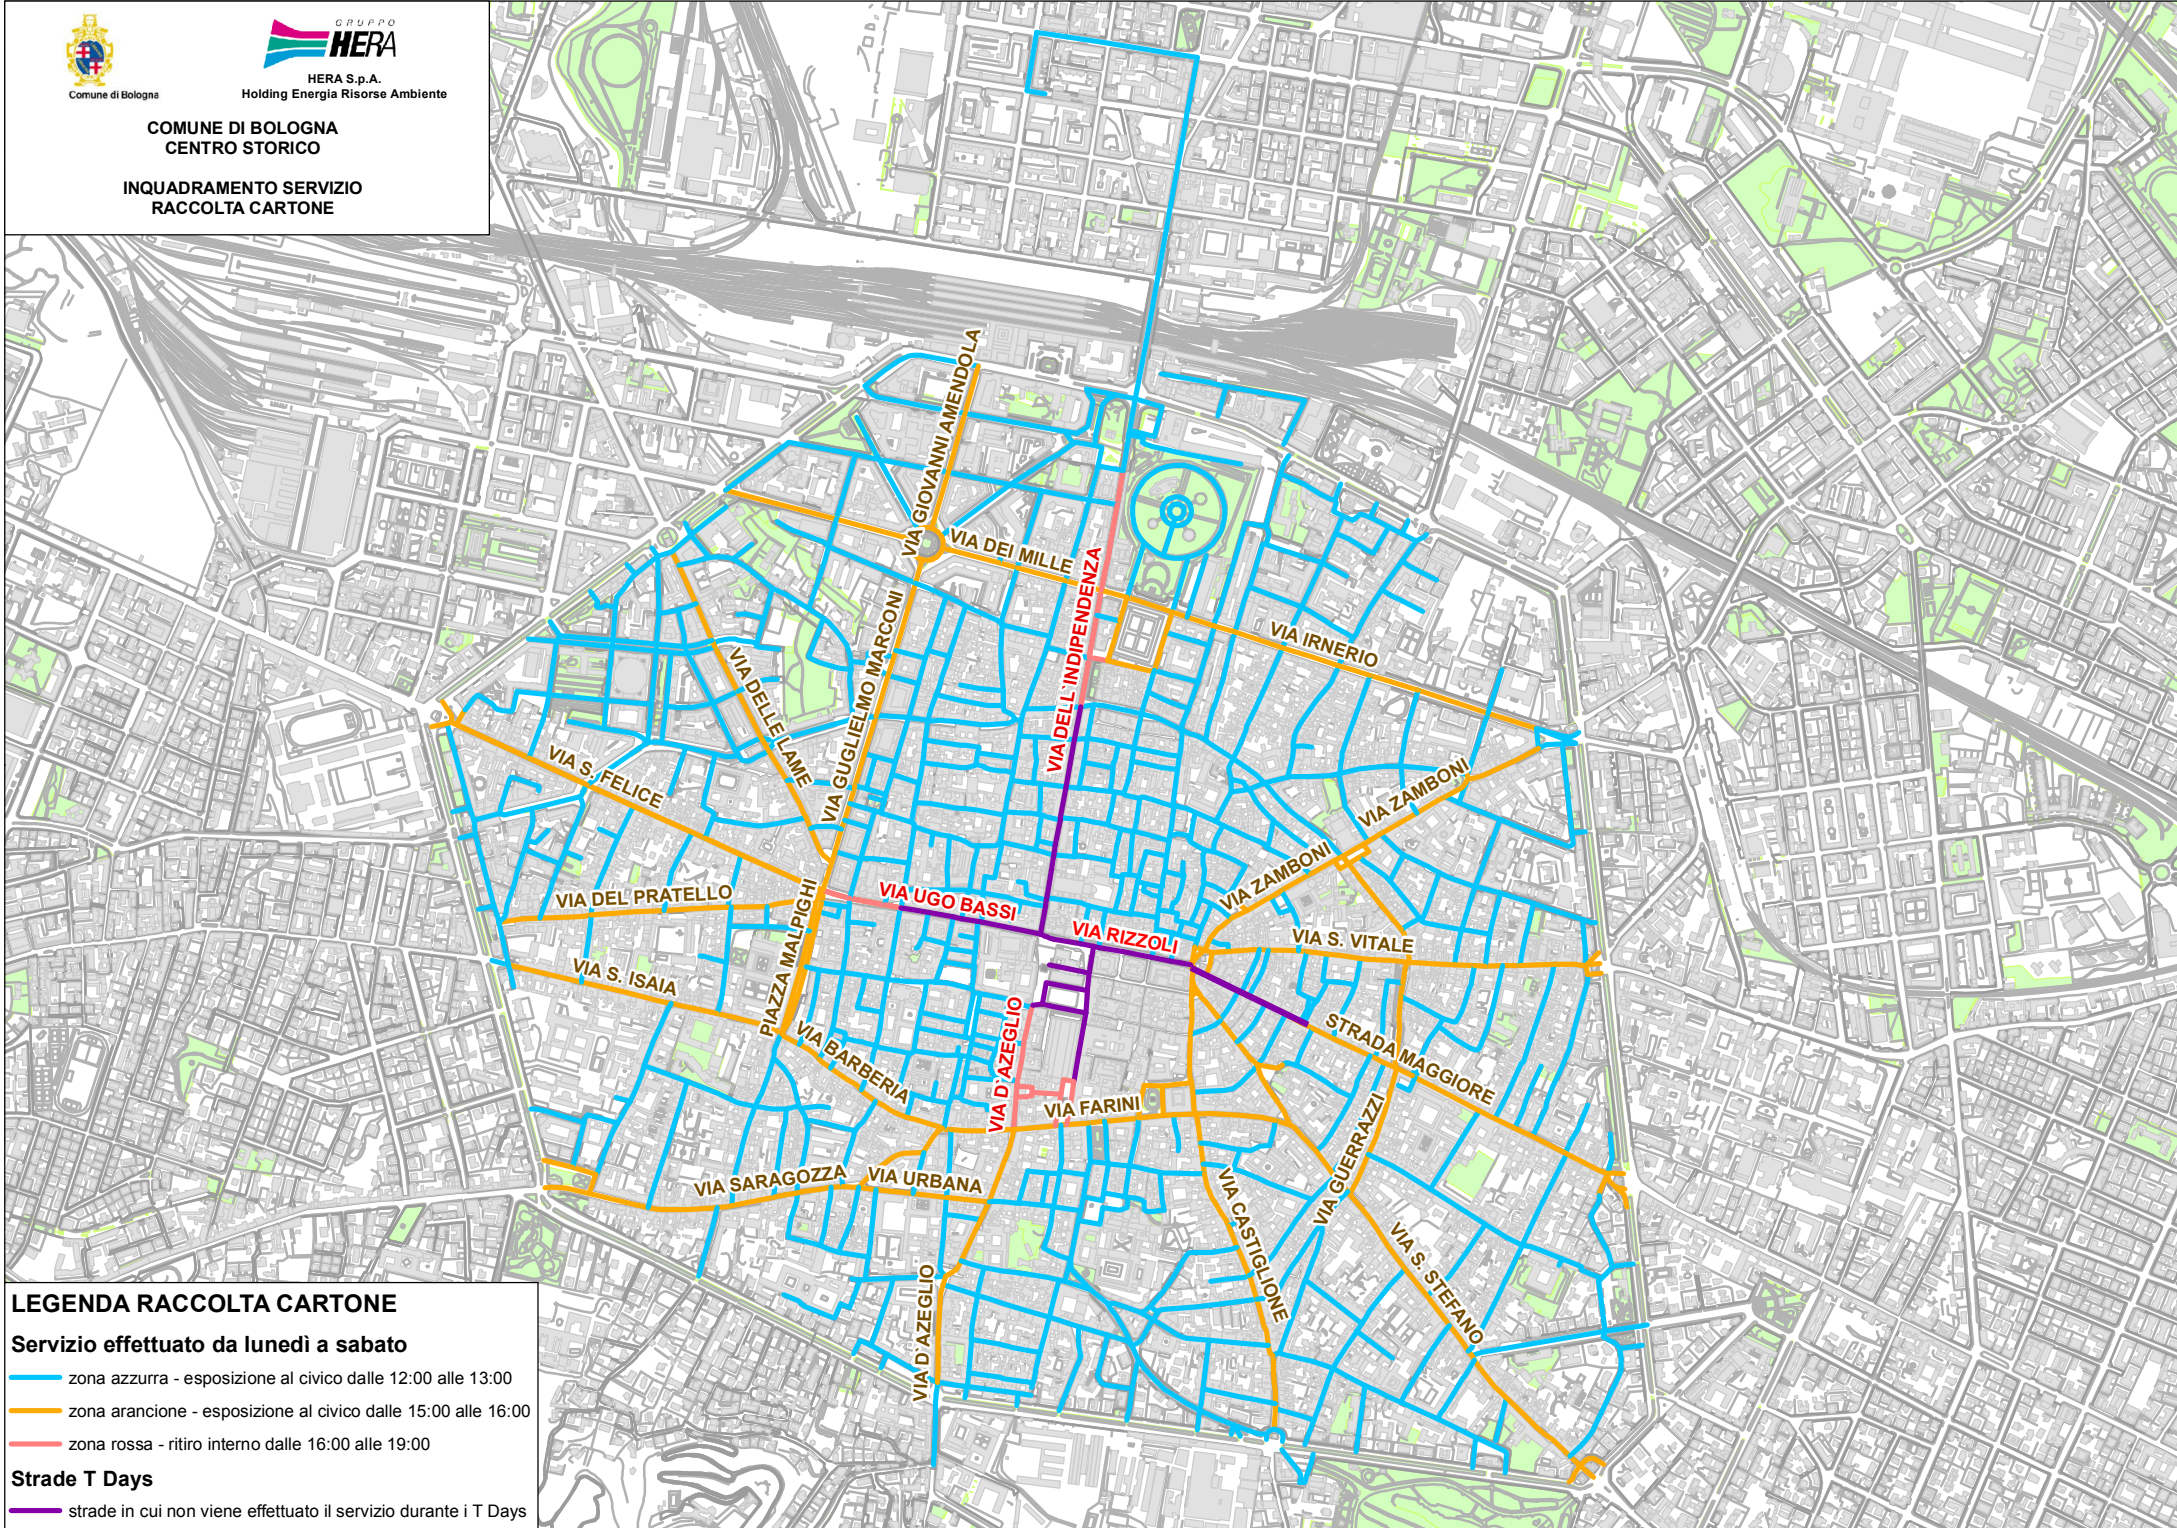 GRUPPO
HERA
Comune di Bologna
HERA S.p.A.
Holding Energia Risorse Ambiente
COMUNE DI BOLOGNA
CENTRO STORICO
INQUADRAMENTO SERVIZIO
RACCOLTA CARTONE
VIA GIOVANNI AMENDOLA
VIA DEI MILLE
VIA DELL`INDIPENDENZA
VIA IRNERIO
VIA GUGLIELMO MARCONI
VIA DELLE LAME
VIA S. FELICE
VIA ZAMBONI
VIA ZAMBONI
VIA DEL PRATELLO
PIAZZA MALPIGHI
VIA UGO BASSI
VIA RIZZOLI
VIA S. VITALE
VIA S. ISAIA
VIA BARBERIA
VIA D`AZEGLIO
STRADA MAGGIORE
VIA FARINI
VIA GUERRAZZI
VIA SARAGOZZA
VIA URBANA
VIA CASTIGLIONE
VIA S. STEFANO
VIA D`AZEGLIO
LEGENDA RACCOLTA CARTONE
Servizio effettuato da lunedì a sabato
zona azzurra - esposizione al civico dalle 12:00 alle 13:00
zona arancione - esposizione al civico dalle 15:00 alle 16:00
zona rossa - ritiro interno dalle 16:00 alle 19:00
Strade T Days
strade in cui non viene effettuato il servizio durante i T Days